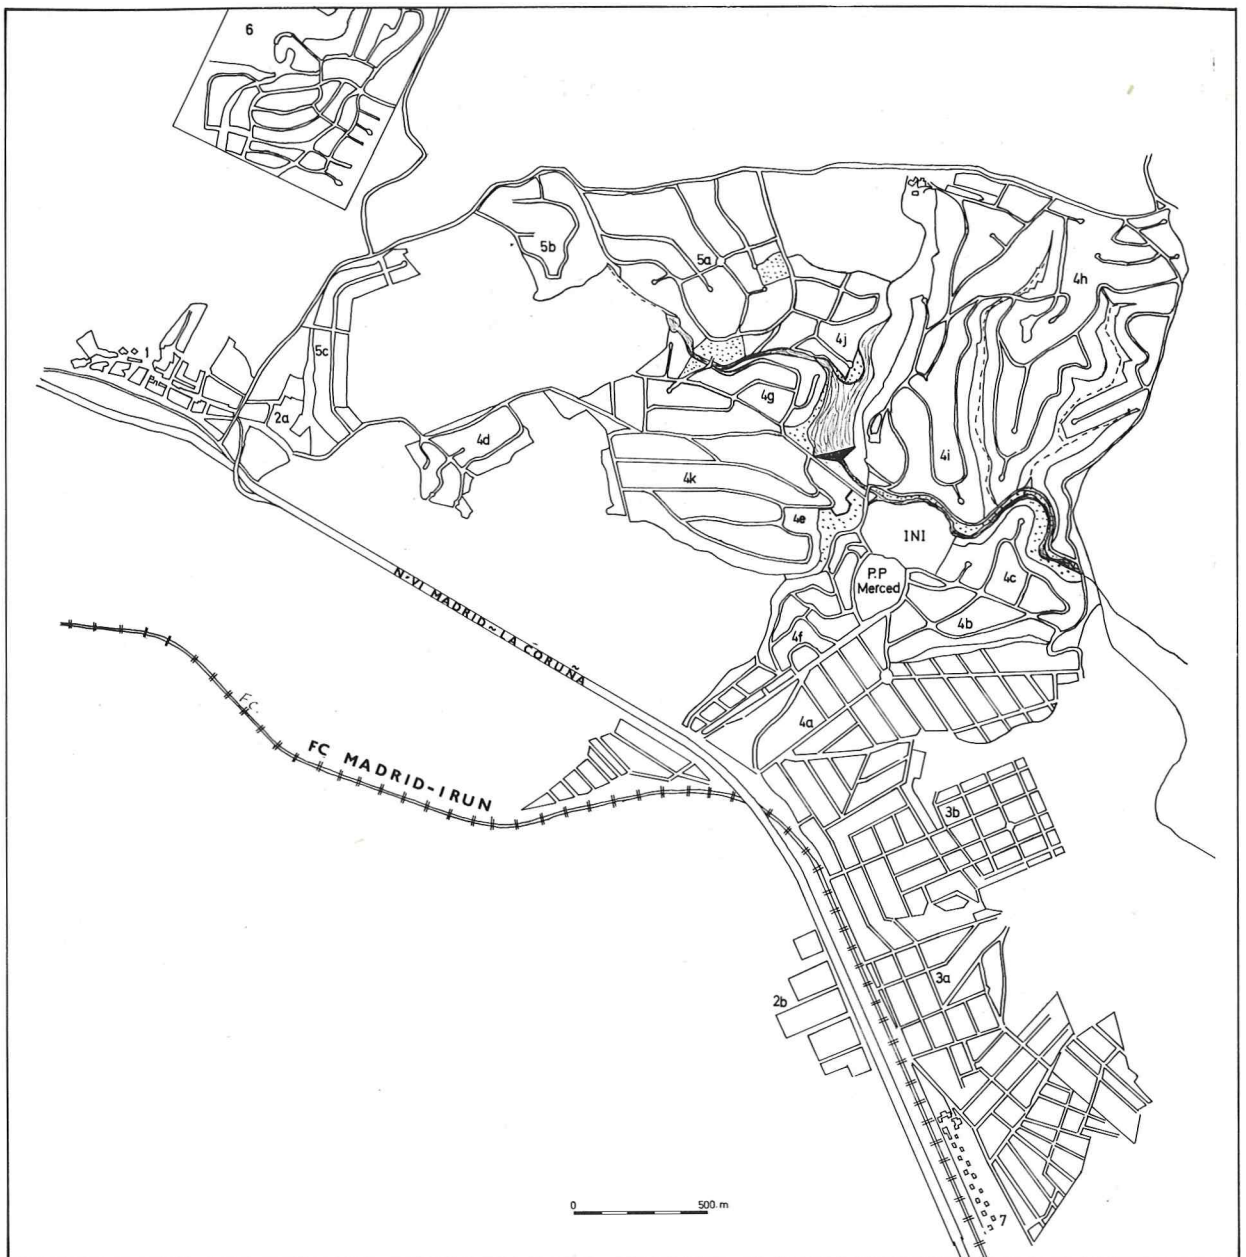 6
5b
5a
4h
4j
1
5c
4g
2a
4d
4i
4k
4e
INI
P.P
Merced
4c
4b
4f
N-VI MADRID~LA CORUÑA
F.C.
FC MADRID-IRUN
4a
3b
3a
2b
7
0 500 m